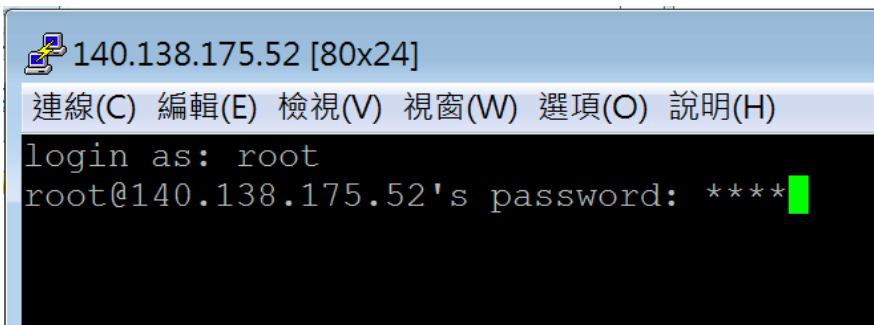 140.138.175.52 [80x24]
連線(C) 編輯(E) 檢視(V) 視窗(W) 選項(O) 說明(H)
login as: root
root@140.138.175.52's password: ****